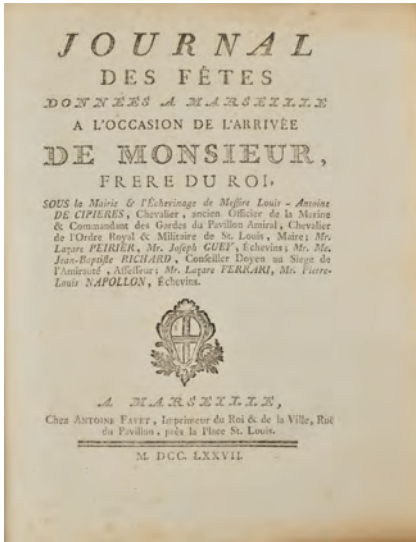 JOURNAL
DES FÊTES
DONNÉES A MARSEILLE
A L'OCCASION DE L'ARRIVÉE
DE MONSIEUR,
FRERE DU ROI,
SOUS la Mairie & l'Échevinage de Messire Louis - Antoine
DE CIPIERES, Chevalier, ancien Officier de la Marine
& Commandant des Gardes du Pavillon Amiral, Chevalier
de l'Ordre Royal & Militaire de St. Louis, Maire; Mr.
Lazare PEIRIER, Mr. Joseph GUEY, Échevins; Mr. Me.
Jean-Baptiste RICHARD, Conseiller Doyen au Siege de
l'Amirauté, Assesseur; Mr. Lazare FERRARI, Mr. Pierre-
Louis NAPOLLON, Échevins.
A MARSEILLE,
Chez ANTOINE FAVET, Imprimeur du Roi & de la Ville, Rue
du Pavillon, près la Place St. Louis.
M. DCC. LXXVII.